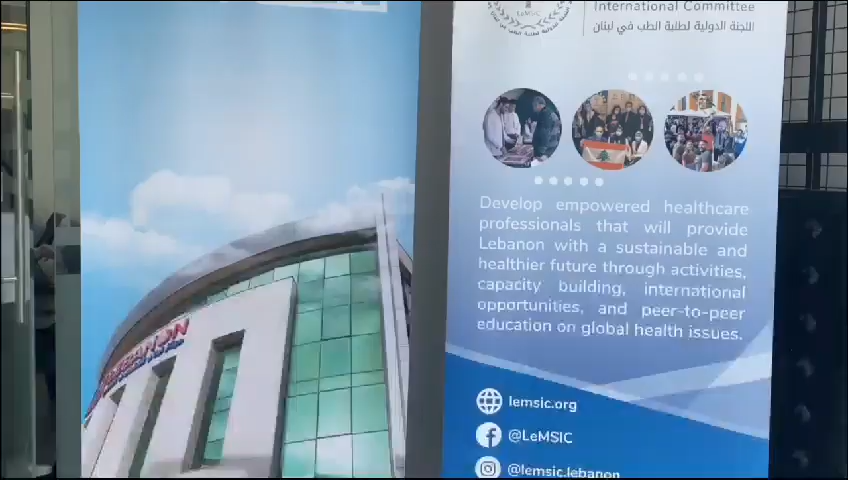 LeMSIC
International Committee
اللجنة الدولية لطلبة الطب في لبنان
Develop empowered healthcare
professionals that will provide
Lebanon with a sustainable and
healthier future through activities,
capacity building, international
opportunities, and peer-to-peer
education on global health issues.
lemsic.org
@LeMSIC
@lemsic.lebanon